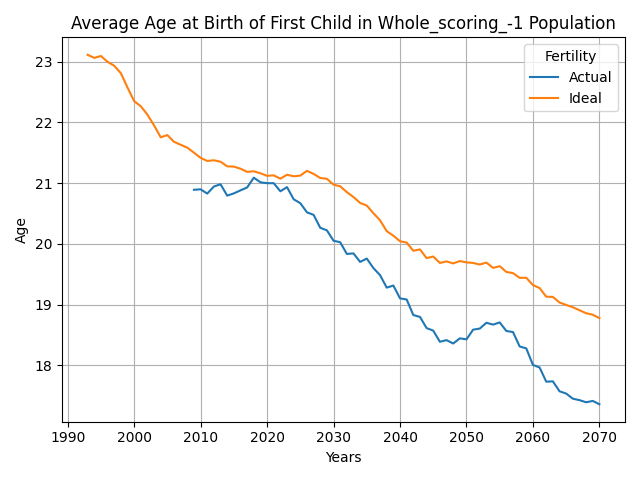 Average Age at Birth of First Child in Whole_scoring_-1 Population
Fertility
Actual
Ideal
Age
23
22
21
20
19
18
1990 2000 2010 2020 2030 2040 2050 2060 2070
Years